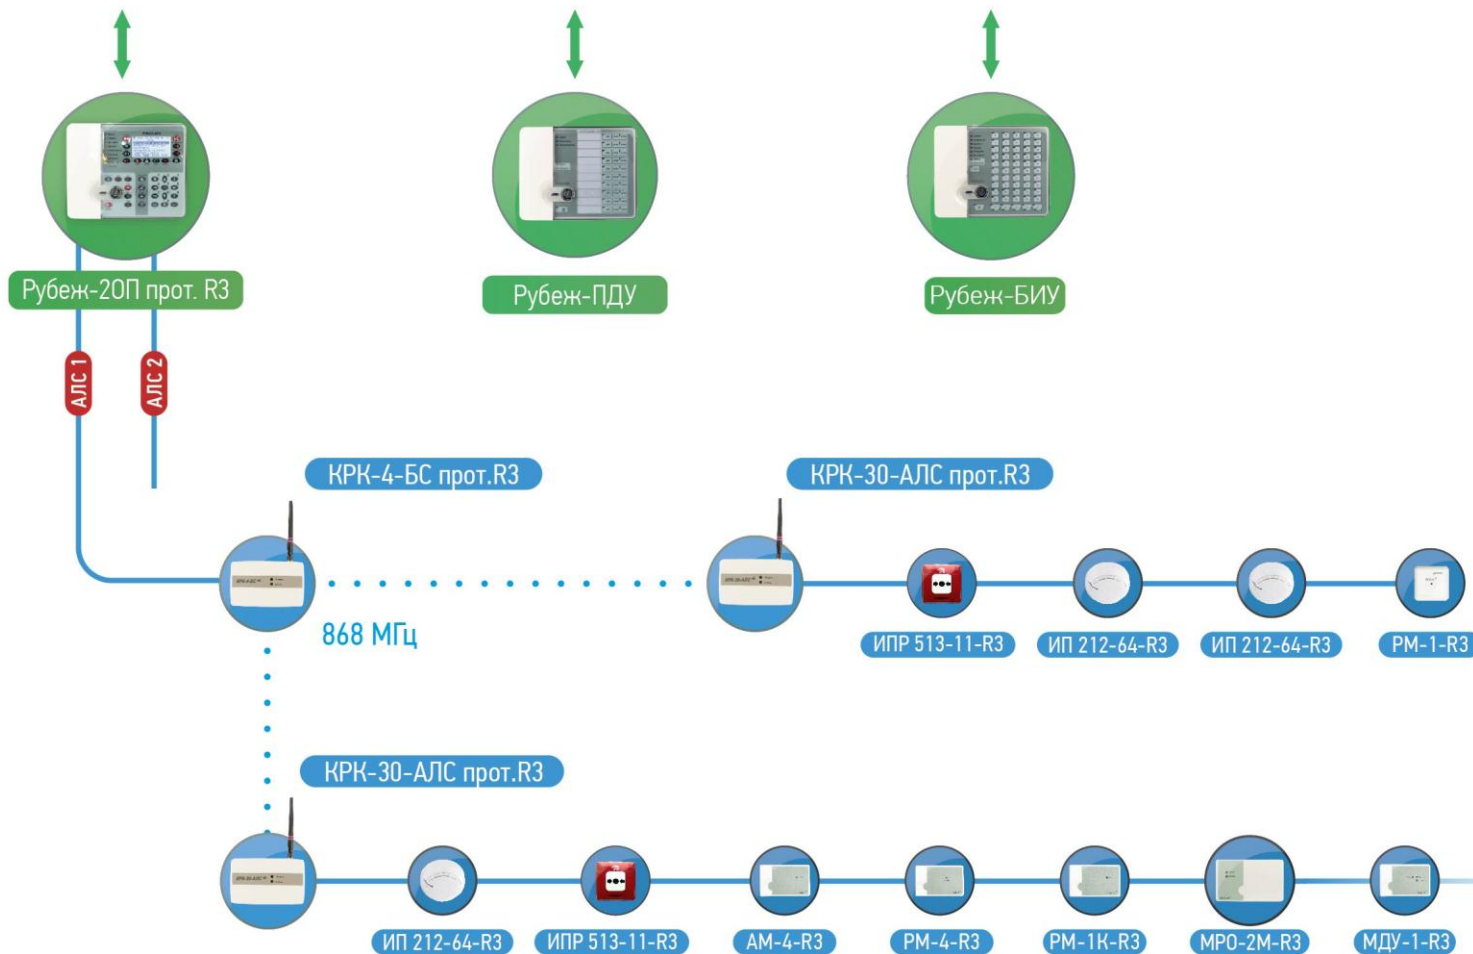 Рубеж-2ОП прот. R3
Рубеж-ПДУ
Рубеж-БИУ
АЛС 1
АЛС 2
КРК-4-БС прот.R3
КРК-30-АЛС прот.R3
868 МГц
ИПР 513-11-R3
ИП 212-64-R3
ИП 212-64-R3
РМ-1-R3
КРК-30-АЛС прот.R3
ИП 212-64-R3
ИПР 513-11-R3
АМ-4-R3
РМ-4-R3
РМ-1К-R3
МРО-2М-R3
МДУ-1-R3